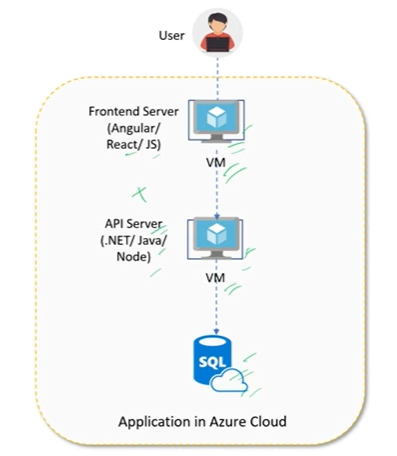 User
Frontend Server
(Angular/
React/ JS)
VM
API Server
(.NET/ Java/
Node)
VM
SQL
Application in Azure Cloud